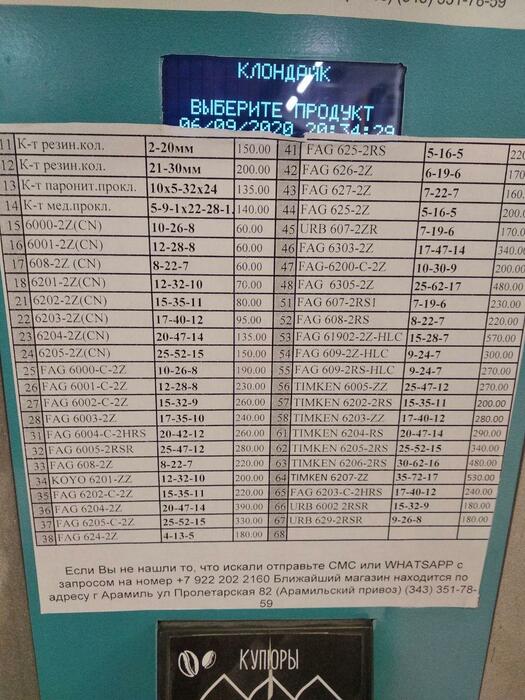 351-78-59
КЛОНДАЙК
ВЫБЕРИТЕ ПРОДУКТ
06/09/2020 20:34:29
11 К-т резин.кол. 2-20мм 150.00 41 FAG 625-2RS 5-16-5 220
12 К-т резин.кол. 21-30мм 200.00 42 FAG 626-2Z 6-19-6 170
13 К-т паронит.прокл. 10x5-32x24 135.00 43 FAG 627-2Z 7-22-7 160.
14 К-т мед.прокл. 5-9-1x22-28-1. 140.00 44 FAG 625-2Z 5-16-5 200.
15 6000-2Z(CN) 10-26-8 60.00 45 URB 607-2ZR 7-19-6 170.0
16 6001-2Z(CN) 12-28-8 60.00 46 FAG 6303-2Z 17-47-14 340.0
17 608-2Z(CN) 8-22-7 60.00 47 FAG-6200-C-2Z 10-30-9 200.0
18 6201-2Z(CN) 12-32-10 70.00 48 FAG 6305-2Z 25-62-17 480.00
21 6202-2Z(CN) 15-35-11 80.00 51 FAG 607-2RS1 7-19-6 230.00
22 6203-2Z(CN) 17-40-12 95.00 52 FAG 608-2RS 8-22-7 220.00
23 6204-2Z(CN) 20-47-14 135.00 53 FAG 61902-2Z-HLC 15-28-7 570.00
24 6205-2Z(CN) 25-52-15 150.00 54 FAG 609-2Z-HLC 9-24-7 300.00
25 FAG 6000-C-2Z 10-26-8 190.00 55 FAG 609-2RS-HLC 9-24-7 270.00
26 FAG 6001-C-2Z 12-28-8 230.00 56 TIMKEN 6005-ZZ 25-47-12 270.00
27 FAG 6002-C-2Z 15-32-9 260.00 57 TIMKEN 6202-2RS 15-35-11 200.00
28 FAG 6003-2Z 17-35-10 240.00 58 TIMKEN 6203-ZZ 17-40-12 280.00
31 FAG 6004-C-2HRS 20-42-12 260.00 61 TIMKEN 6204-RS 20-47-14 290.00
32 FAG 6005-2RSR 25-47-12 280.00 62 TIMKEN 6205-2RS 25-52-15 340.00
33 FAG 608-2Z 8-22-7 220.00 63 TIMKEN 6206-2RS 30-62-16 480.00
34 KOYO 6201-ZZ 12-32-10 200.00 64 TIMKEN 6207-ZZ 35-72-17 530.00
35 FAG 6202-C-2Z 15-35-11 220.00 65 FAG 6203-C-2HRS 17-40-12 240.00
36 FAG 6204-2Z 20-47-14 390.00 66 URB 6002 2RSR 15-32-9 180.00
37 FAG 6205-C-2Z 25-52-15 330.00 67 URB 629-2RSR 9-26-8 180.00
38 FAG 624-2Z 4-13-5 180.00 68
Если Вы не нашли то, что искали отправьте СМС или WHATSAPP с
запросом на номер +7 922 202 2160 Ближайший магазин находится по
адресу г Арамиль ул Пролетарская 82 (Арамильский привоз) (343) 351-78-
59
КУПЮРЫ